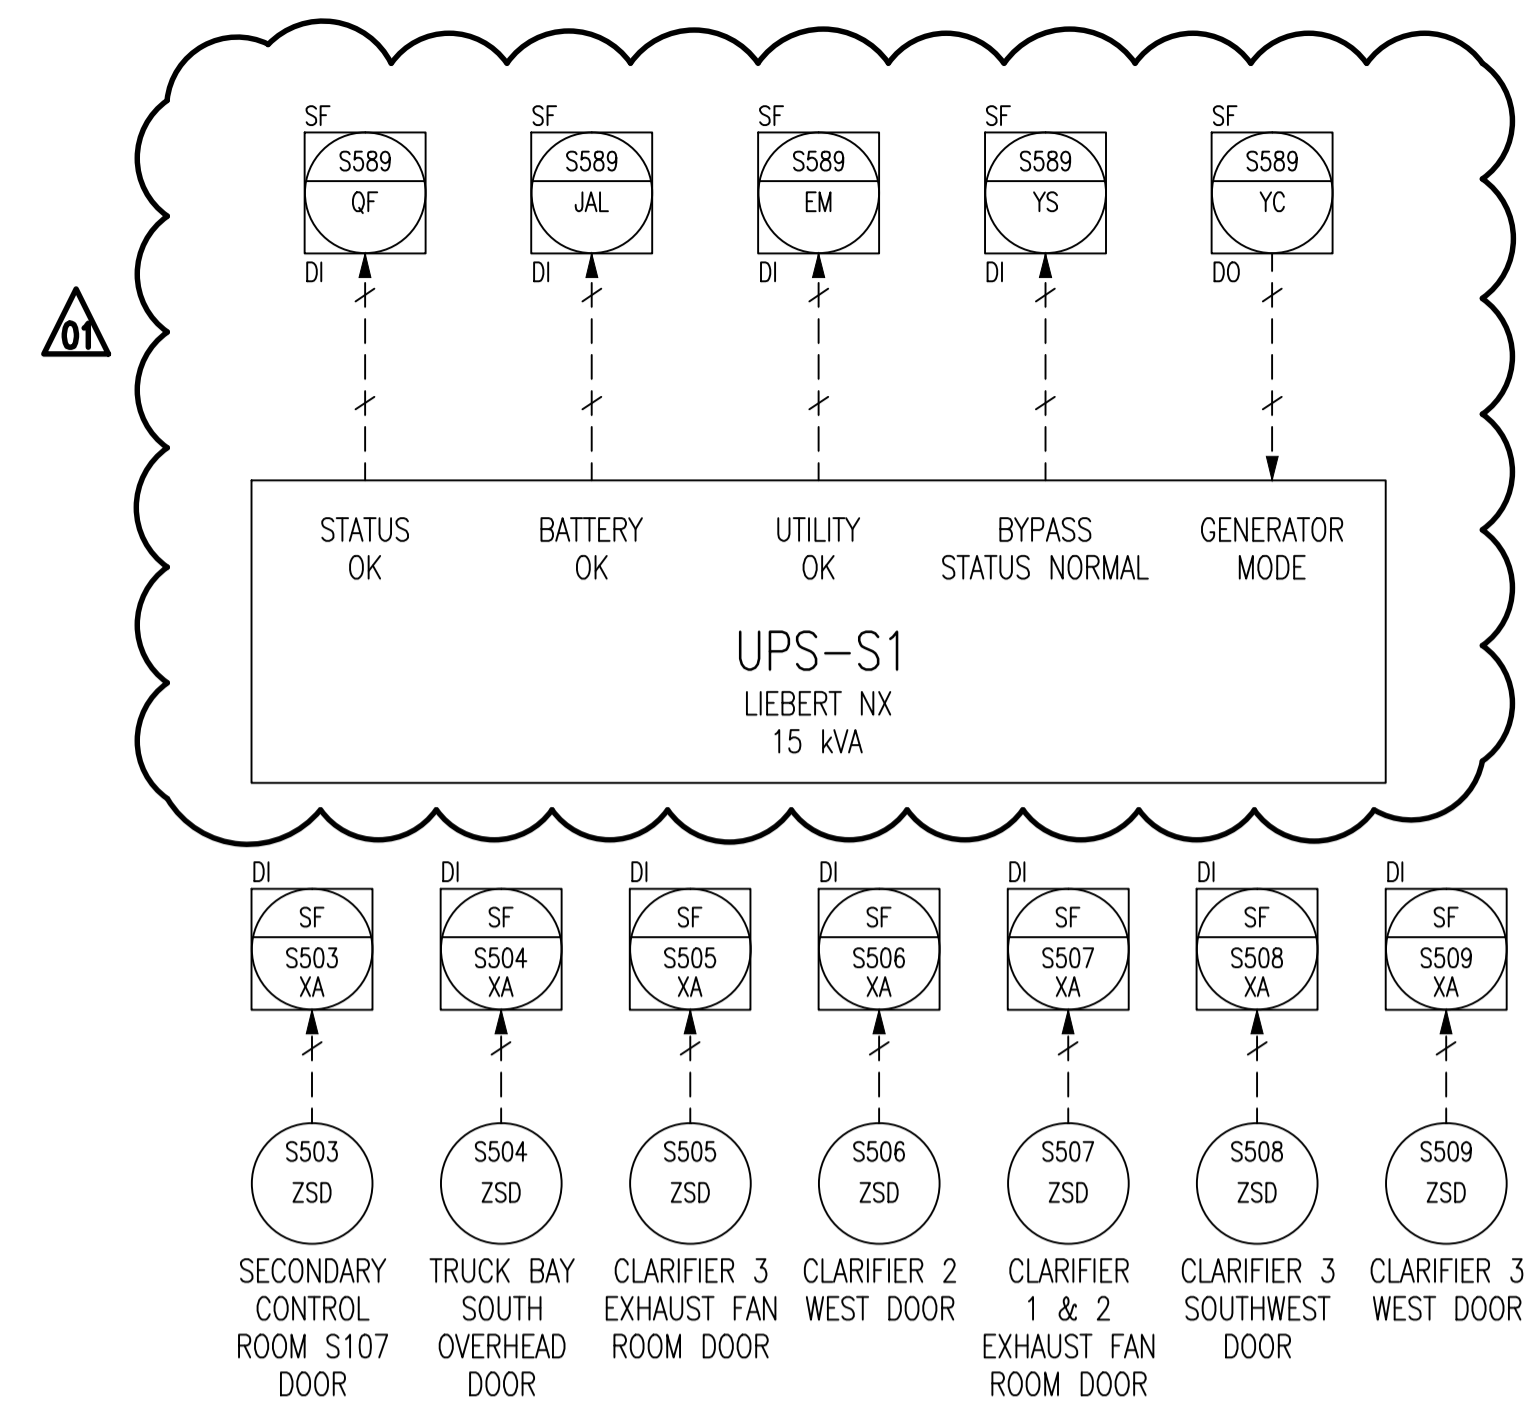 SF SF SF SF SF
S589 S589 S589 S589 S589
QF JAL EM YS YC
DI DI DI DI DO
01
STATUS BATTERY UTILITY BYPASS GENERATOR
OK OK OK STATUS NORMAL MODE
UPS-S1
LIEBERT NX
15 kVA
DI DI DI DI DI DI DI
SF SF SF SF SF SF SF
S503 S504 S505 S506 S507 S508 S509
XA XA XA XA XA XA XA
S503 S504 S505 S506 S507 S508 S509
ZSD ZSD ZSD ZSD ZSD ZSD ZSD
SECONDARY TRUCK BAY CLARIFIER 3 CLARIFIER 2 CLARIFIER CLARIFIER 3 CLARIFIER 3
CONTROL SOUTH EXHAUST FAN WEST DOOR 1 & 2 SOUTHWEST WEST DOOR
ROOM S107 OVERHEAD ROOM DOOR EXHAUST FAN DOOR
DOOR DOOR ROOM DOOR